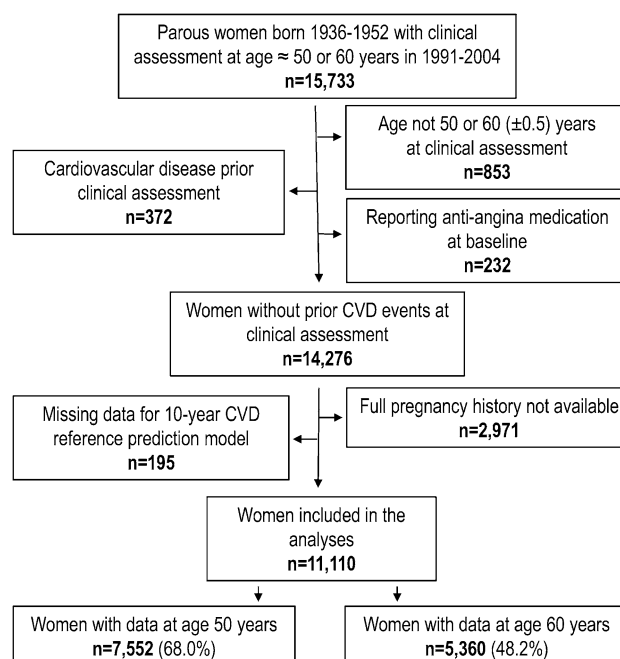 Parous women born 1936-1952 with clinical
assessment at age ≈ 50 or 60 years in 1991-2004
n=15,733
Age not 50 or 60 (±0.5) years
at clinical assessment
n=853
Cardiovascular disease prior
clinical assessment
n=372
Reporting anti-angina medication
at baseline
n=232
Women without prior CVD events at
clinical assessment
n=14,276
Full pregnancy history not available
n=2,971
Missing data for 10-year CVD
reference prediction model
n=195
Women included in the
analyses
n=11,110
Women with data at age 50 years
n=7,552 (68.0%)
Women with data at age 60 years
n=5,360 (48.2%)